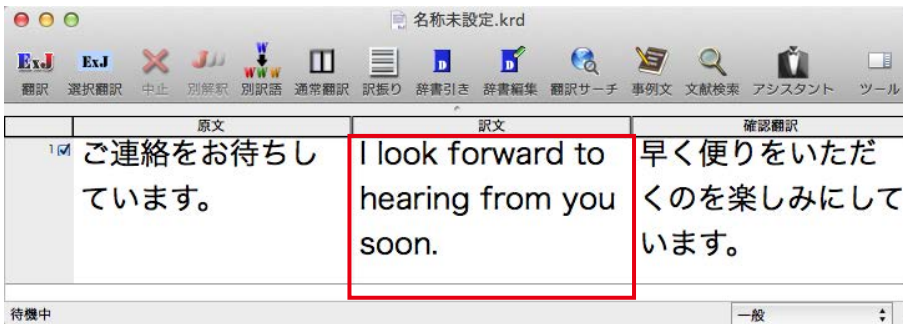 名称未設定.krd
ExJ ExJ J W WWW D D
翻訳 選択翻訳 中止 別解釈 別訳語 通常翻訳 訳振り 辞書引き 辞書編集 翻訳サーチ 事例文 文献検索 アシスタント ツール
原文 訳文 確認翻訳
1 ご連絡をお待ちし
ています。
I look forward to
hearing from you
soon.
早く便りをいただ
くのを楽しみにして
います。
待機中 一般